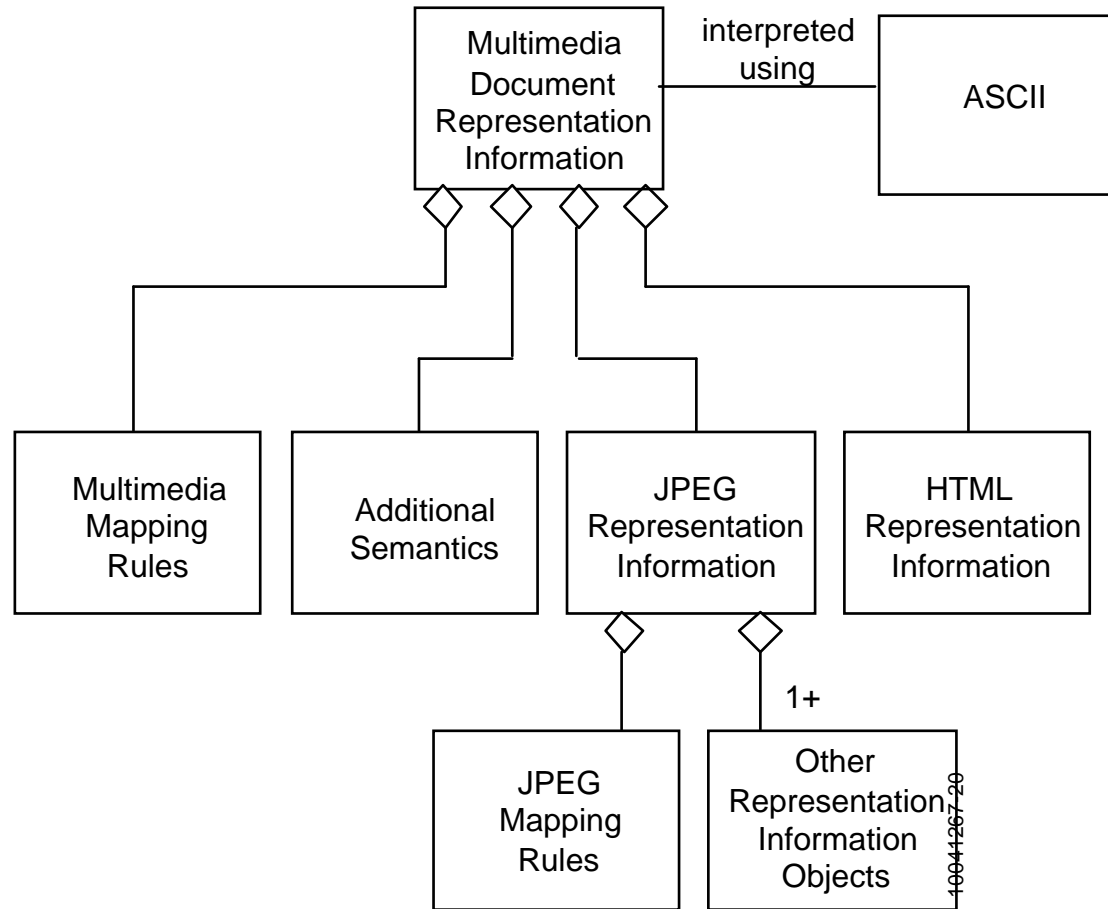 Multimedia
Document
Representation
Information
interpreted
using
ASCII
Multimedia
Mapping
Rules
Additional
Semantics
JPEG
Representation
Information
HTML
Representation
Information
1+
JPEG
Mapping
Rules
Other
Representation
Information
Objects
10041267-20